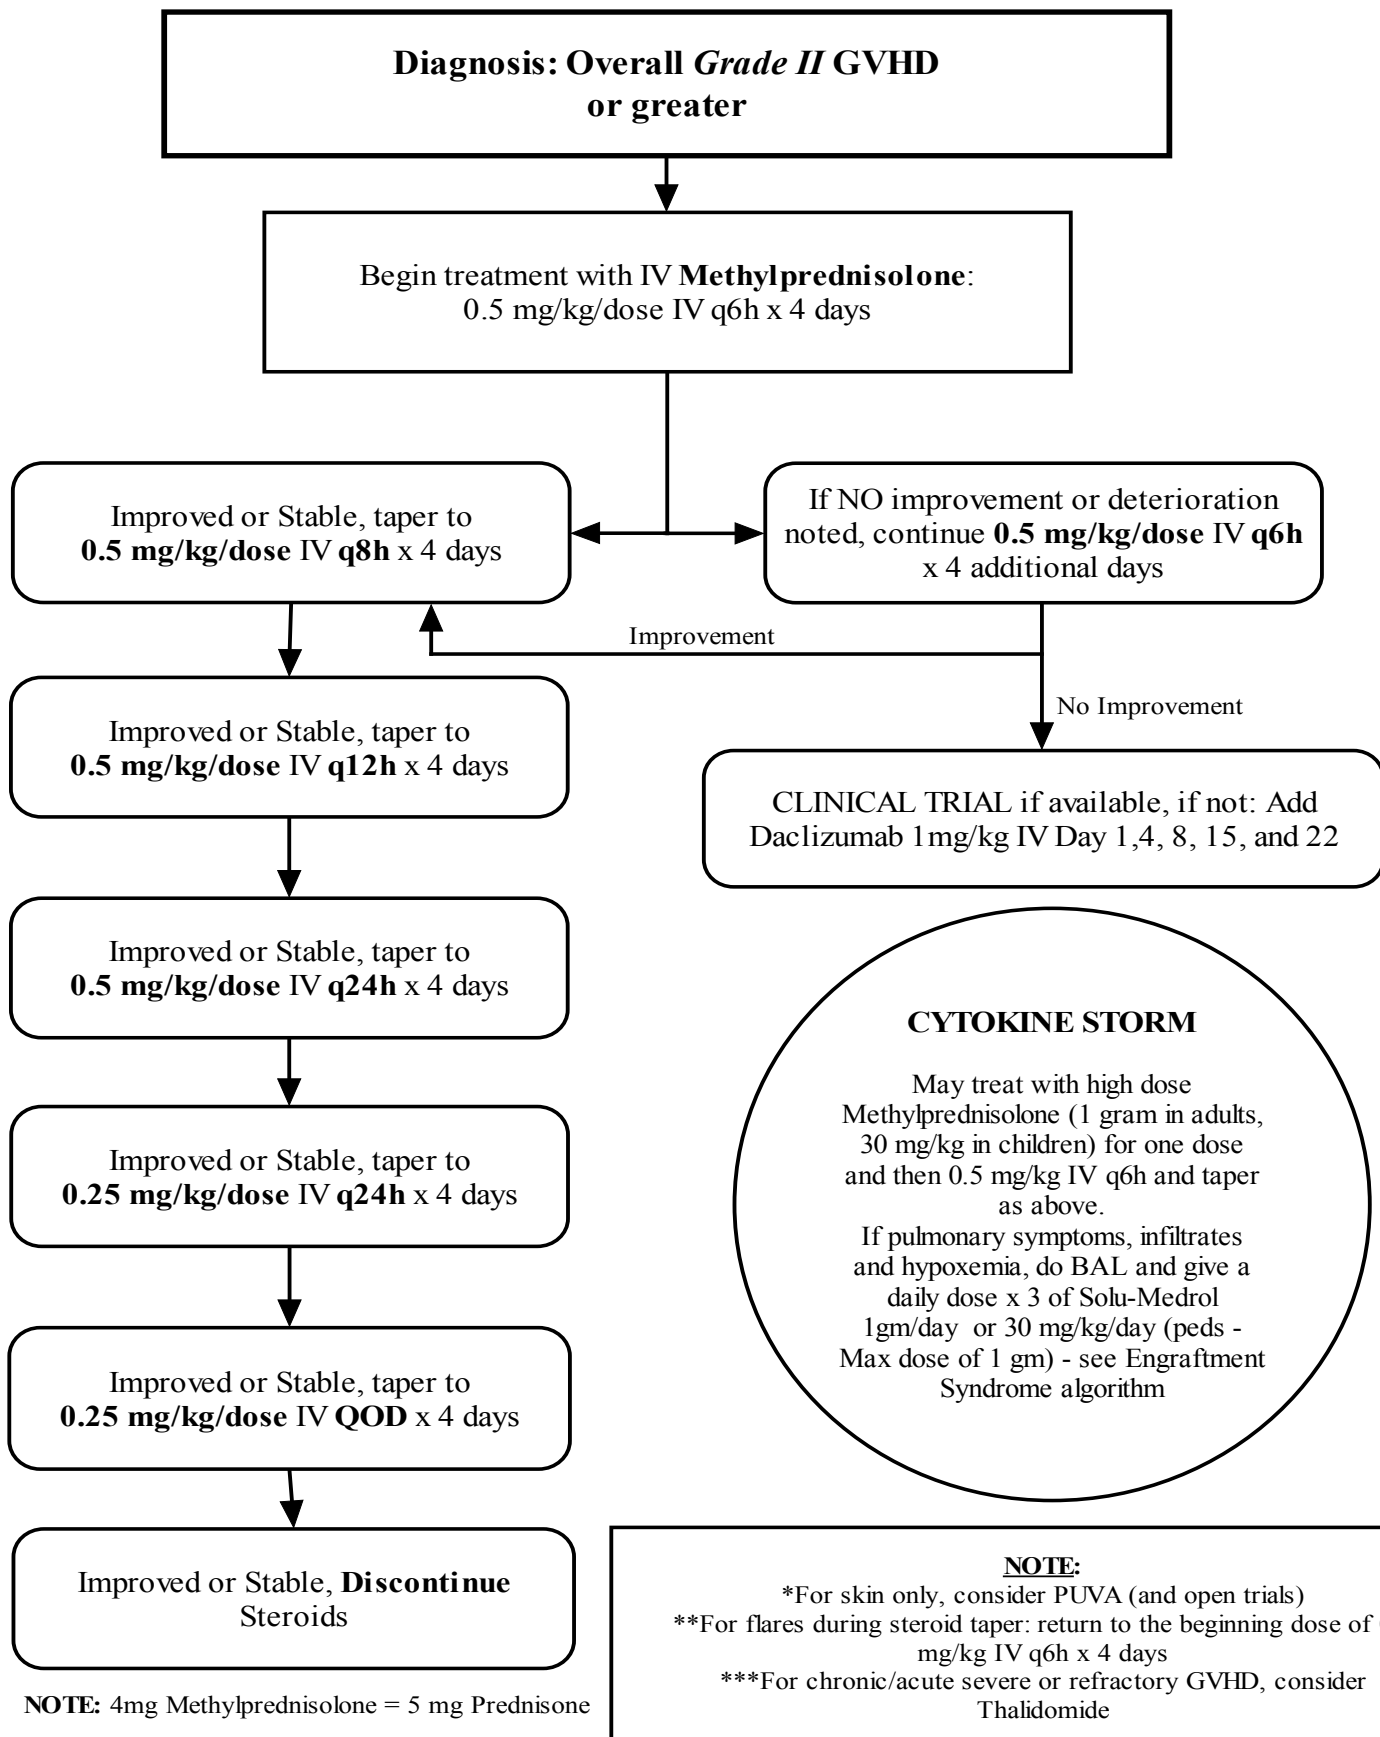 Diagnosis: Overall Grade II GVHD
or greater
Begin treatment with IV Methylprednisolone:
0.5 mg/kg/dose IV q6h x 4 days
Improved or Stable, taper to
0.5 mg/kg/dose IV q8h x 4 days
If NO improvement or deterioration
noted, continue 0.5 mg/kg/dose IV q6h
x 4 additional days
Improvement
No Improvement
Improved or Stable, taper to
0.5 mg/kg/dose IV q12h x 4 days
CLINICAL TRIAL if available, if not: Add
Daclizumab 1mg/kg IV Day 1,4, 8, 15, and 22
Improved or Stable, taper to
0.5 mg/kg/dose IV q24h x 4 days
Improved or Stable, taper to
0.25 mg/kg/dose IV q24h x 4 days
Improved or Stable, taper to
0.25 mg/kg/dose IV QOD x 4 days
Improved or Stable, Discontinue
Steroids
NOTE: 4mg Methylprednisolone = 5 mg Prednisone
CYTOKINE STORM
May treat with high dose
Methylprednisolone (1 gram in adults,
30 mg/kg in children) for one dose
and then 0.5 mg/kg IV q6h and taper
as above.
If pulmonary symptoms, infiltrates
and hypoxemia, do BAL and give a
daily dose x 3 of Solu-Medrol
1gm/day or 30 mg/kg/day (peds -
Max dose of 1 gm) - see Engraftment
Syndrome algorithm
NOTE:
*For skin only, consider PUVA (and open trials)
**For flares during steroid taper: return to the beginning dose of
mg/kg IV q6h x 4 days
***For chronic/acute severe or refractory GVHD, consider
Thalidomide